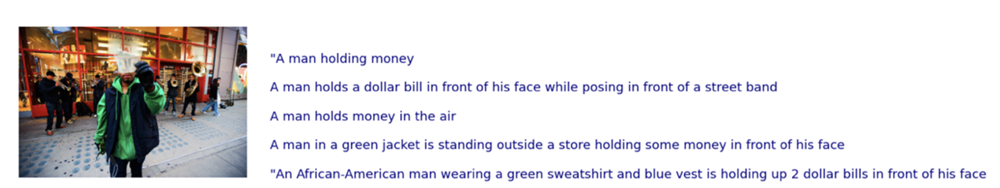 "A man holding money
A man holds a dollar bill in front of his face while posing in front of a street band
A man holds money in the air
A man in a green jacket is standing outside a store holding some money in front of his face
"An African-American man wearing a green sweatshirt and blue vest is holding up 2 dollar bills in front of his face